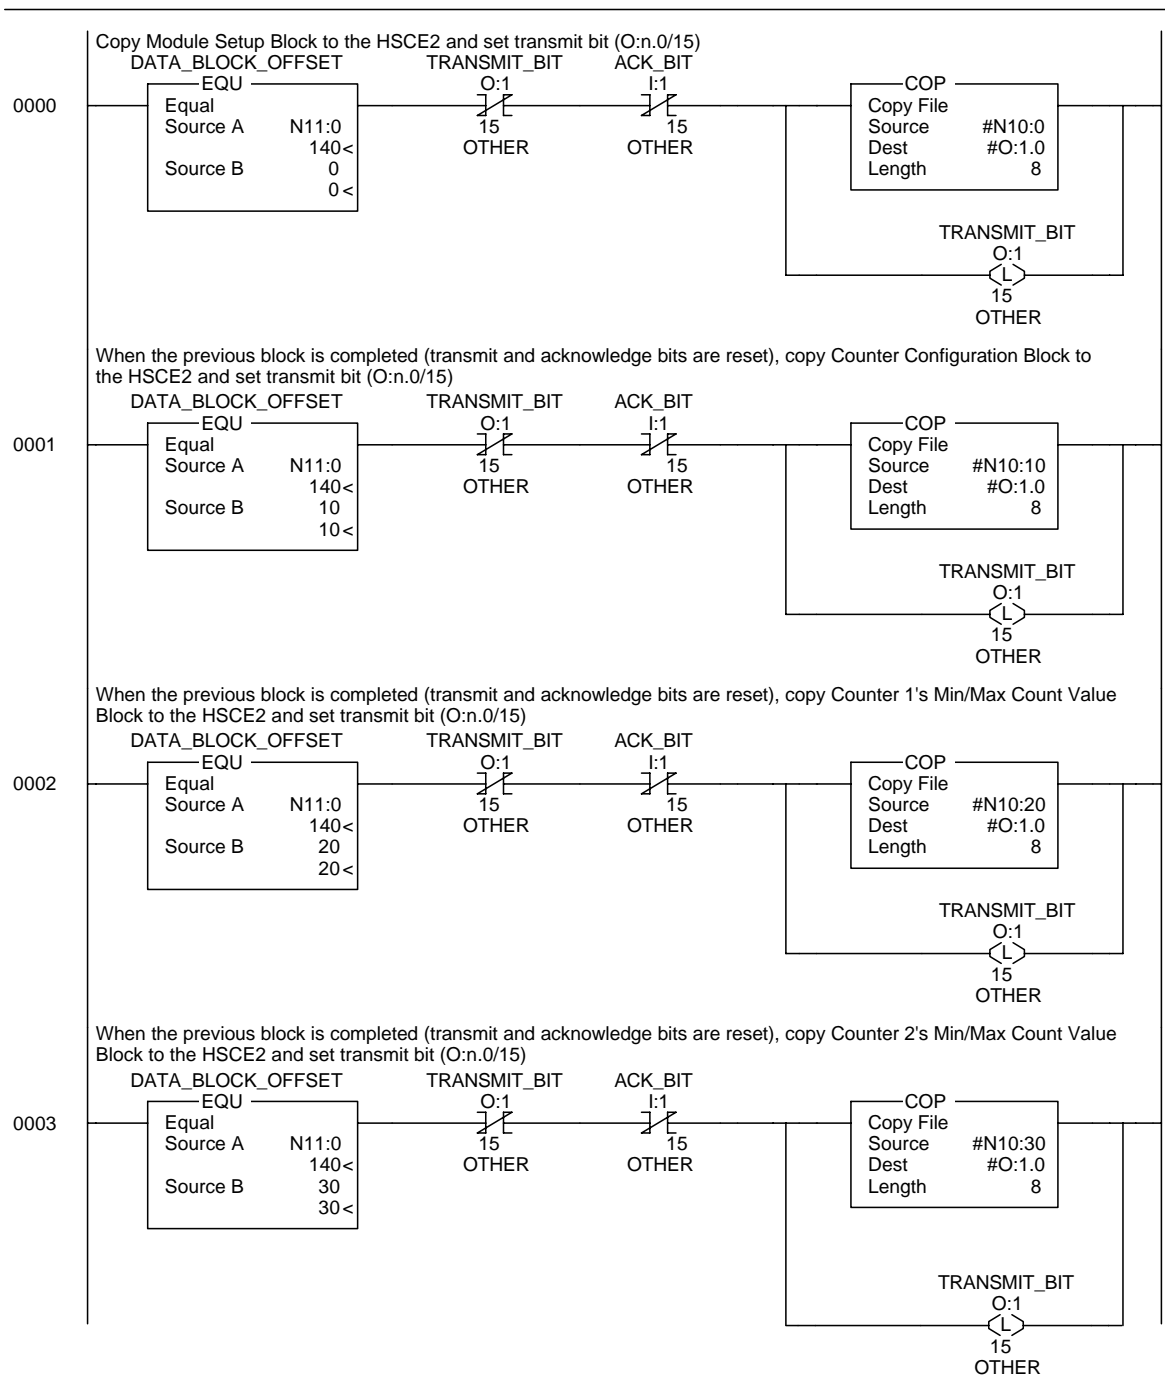 Copy Module Setup Block to the HSCE2 and set transmit bit (O:n.0/15)
DATA_BLOCK_OFFSET TRANSMIT_BIT ACK_BIT
EQU O:1 I:1 COP
0000 Equal Copy File
Source A N11:0 15 15 Source #N10:0
140< OTHER OTHER Dest #O:1.0
Source B 0 Length 8
0<
TRANSMIT_BIT
O:1
L
15
OTHER
When the previous block is completed (transmit and acknowledge bits are reset), copy Counter Configuration Block to
the HSCE2 and set transmit bit (O:n.0/15)
DATA_BLOCK_OFFSET TRANSMIT_BIT ACK_BIT
EQU O:1 I:1 COP
0001 Equal Copy File
Source A N11:0 15 15 Source #N10:10
140< OTHER OTHER Dest #O:1.0
Source B 10 Length 8
10<
TRANSMIT_BIT
O:1
L
15
OTHER
When the previous block is completed (transmit and acknowledge bits are reset), copy Counter 1's Min/Max Count Value
Block to the HSCE2 and set transmit bit (O:n.0/15)
DATA_BLOCK_OFFSET TRANSMIT_BIT ACK_BIT
EQU O:1 I:1 COP
0002 Equal Copy File
Source A N11:0 15 15 Source #N10:20
140< OTHER OTHER Dest #O:1.0
Source B 20 Length 8
20<
TRANSMIT_BIT
O:1
L
15
OTHER
When the previous block is completed (transmit and acknowledge bits are reset), copy Counter 2's Min/Max Count Value
Block to the HSCE2 and set transmit bit (O:n.0/15)
DATA_BLOCK_OFFSET TRANSMIT_BIT ACK_BIT
EQU O:1 I:1 COP
0003 Equal Copy File
Source A N11:0 15 15 Source #N10:30
140< OTHER OTHER Dest #O:1.0
Source B 30 Length 8
30<
TRANSMIT_BIT
O:1
L
15
OTHER